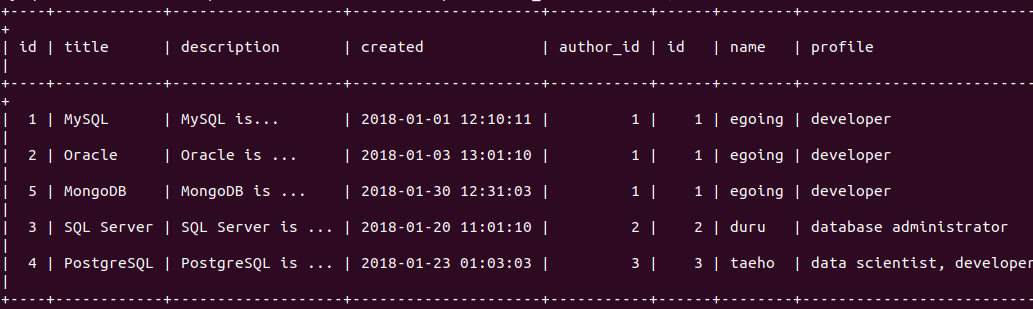 +----+------------+--------------------+---------------------+-----------+------+--------+--------------------------
+
| id | title      | description        | created             | author_id | id   | name   | profile
|
+----+------------+--------------------+---------------------+-----------+------+--------+--------------------------
+
|  1 | MySQL      | MySQL is...        | 2018-01-01 12:10:11 |         1 |    1 | egoing | developer
|
|  2 | Oracle     | Oracle is ...      | 2018-01-03 13:01:10 |         1 |    1 | egoing | developer
|
|  5 | MongoDB    | MongoDB is ...     | 2018-01-30 12:31:03 |         1 |    1 | egoing | developer
|
|  3 | SQL Server | SQL Server is ...  | 2018-01-20 11:01:10 |         2 |    2 | duru   | database administrator
|
|  4 | PostgreSQL | PostgreSQL is ...  | 2018-01-23 01:03:03 |         3 |    3 | taeho  | data scientist, developer
|
+----+------------+--------------------+---------------------+-----------+------+--------+--------------------------